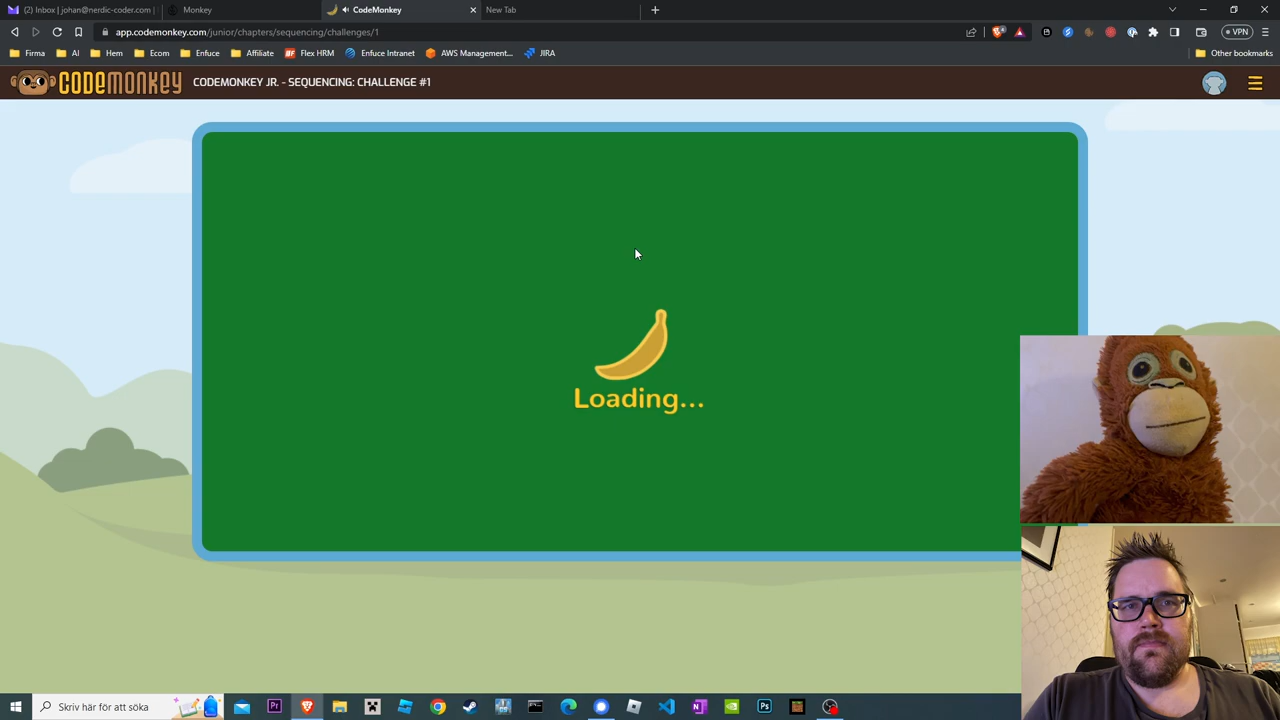 (2) Inbox | johan@nerdic-coder.com |
Monkey
CodeMonkey
New Tab
app.codemonkey.com/junior/chapters/sequencing/challenges/1
VPN
Firma
AI
Hem
Ecom
Enfuce
Affiliate
Flex HRM
Enfuce Intranet
AWS Management...
JIRA
Other bookmarks
CODEMONKEY
CODEMONKEY JR. - SEQUENCING: CHALLENGE #1
Loading...
Skriv här för att söka